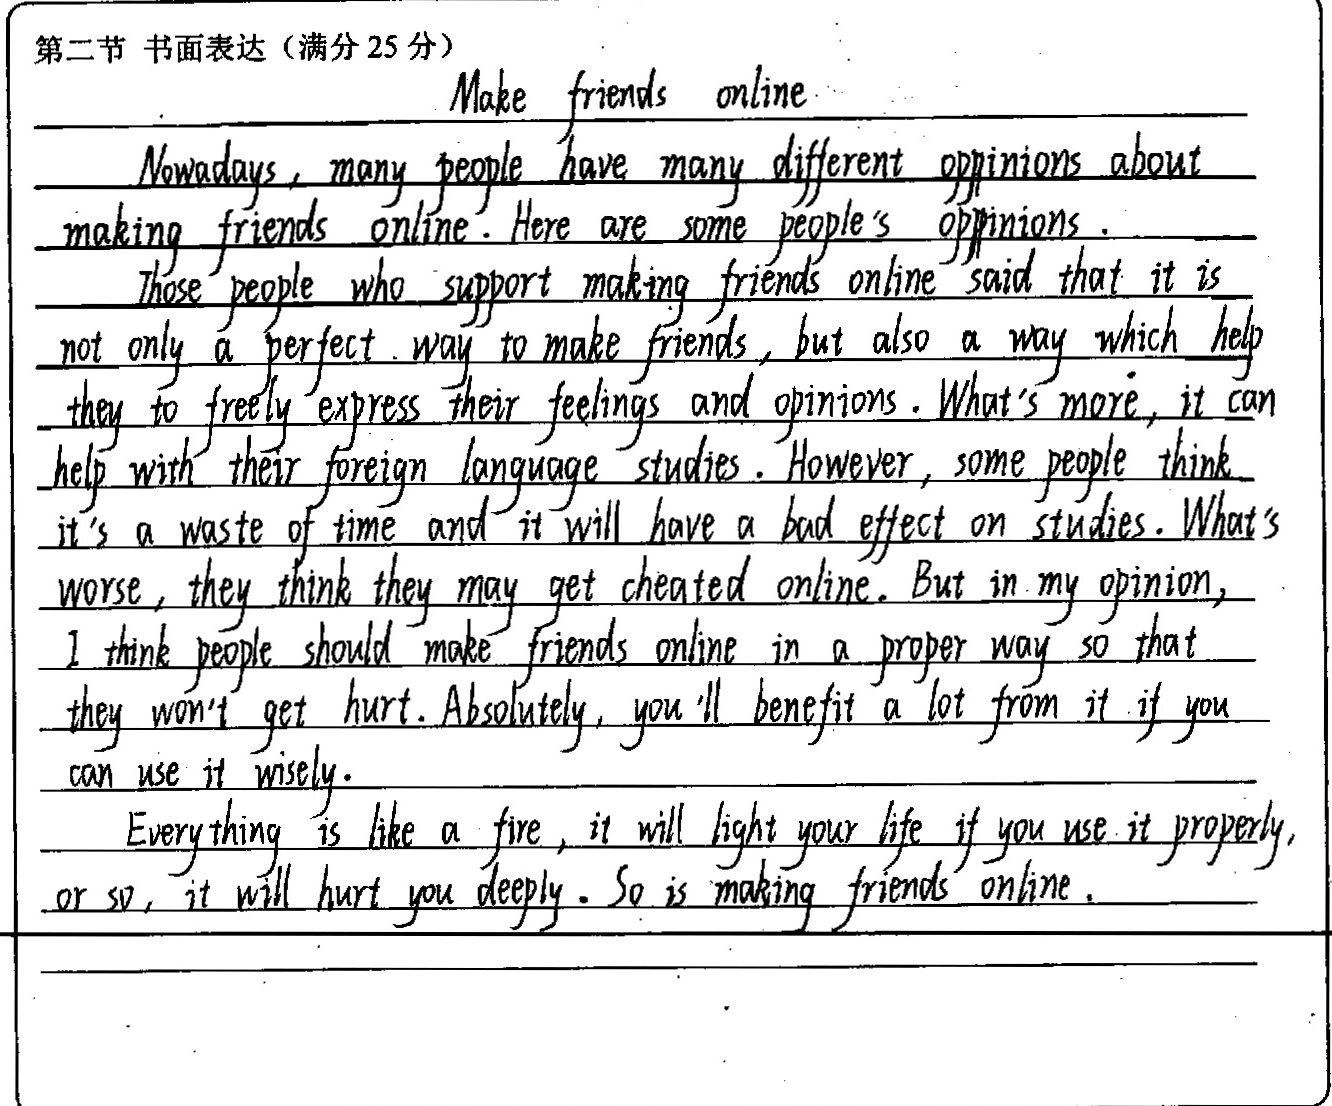 第二节 书面表达（满分 25 分）
Make friends online
Nowadays, many people have many different oppinions about
making friends online. Here are some people's oppinions.
Those people who support making friends online said that it is
not only a perfect way to make friends, but also a way which help
they to freely express their feelings and opinions. What's more, it can
help with their foreign language studies. However, some people think
it's a waste of time and it will have a bad effect on studies. What's
worse, they think they may get cheated online. But in my opinion,
I think people should make friends online in a proper way so that
they won't get hurt. Absolutely, you'll benefit a lot from it if you
can use it wisely.
Everything is like a fire, it will light your life if you use it properly,
or so, it will hurt you deeply. So is making friends online.